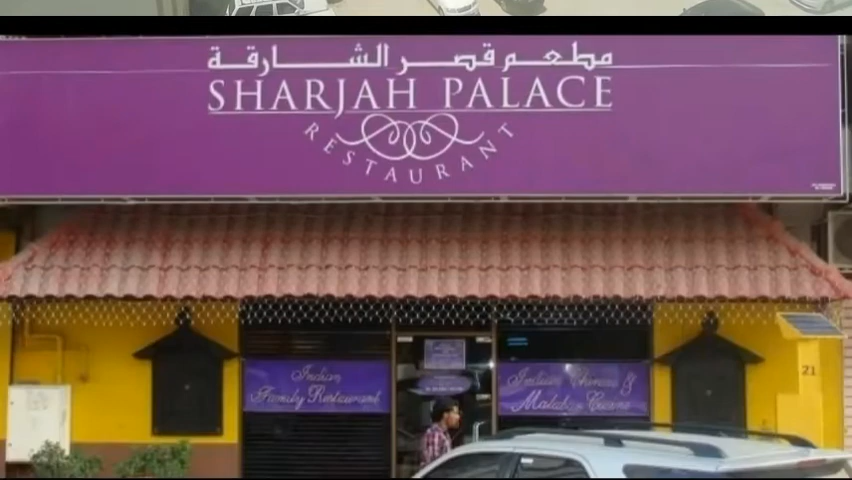 مطعم قصر الشارقة
SHARJAH PALACE
RESTAURANT
Indian
Family Restaurant
Indian Chinese &
Malabar Cuisine
21